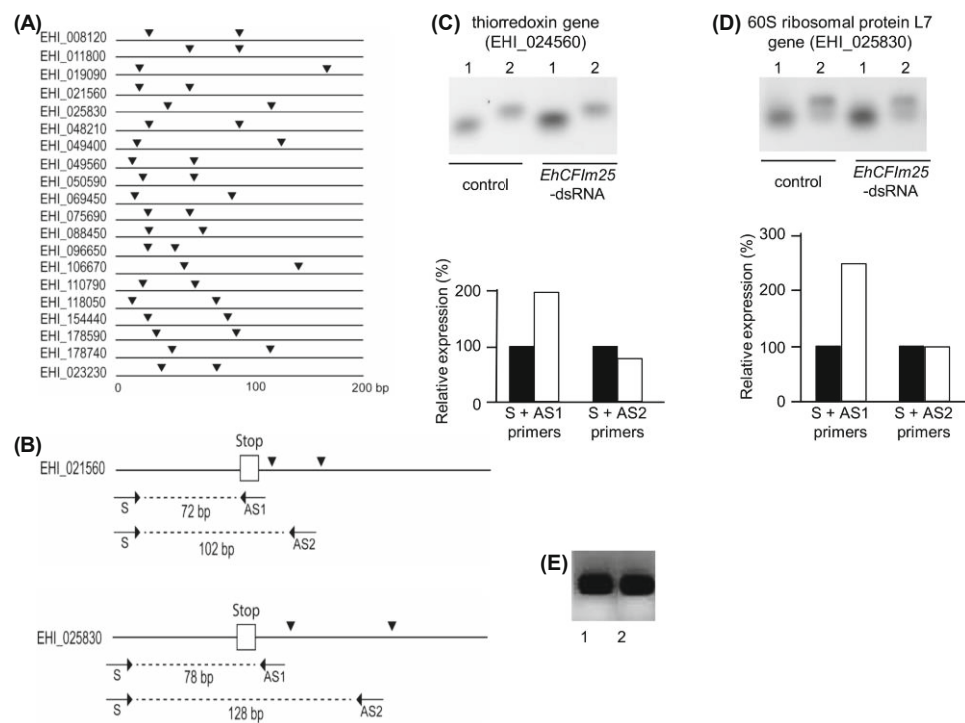 (A)
EHI_008120
EHI_011800
EHI_019090
EHI_021560
EHI_025830
EHI_048210
EHI_049400
EHI_049560
EHI_050590
EHI_069450
EHI_075690
EHI_088450
EHI_096650
EHI_106670
EHI_110790
EHI_118050
EHI_154440
EHI_178590
EHI_178740
EHI_023230
0 100 200 bp
(B)
Stop
EHI_021560
S 72 bp AS1
S 102 bp AS2
Stop
EHI_025830
S 78 bp AS1
S 128 bp AS2
(C)
thiorredoxin gene
(EHI_024560)
1 2 1 2
control EhCFIm25
-dsRNA
Relative expression (%)
200
100
0
S + AS1 S + AS2
primers primers
(D)
60S ribosomal protein L7
gene (EHI_025830)
1 2 1 2
control EhCFIm25
-dsRNA
Relative expression (%)
300
200
100
0
S + AS1 S + AS2
primers primers
(E)
1 2